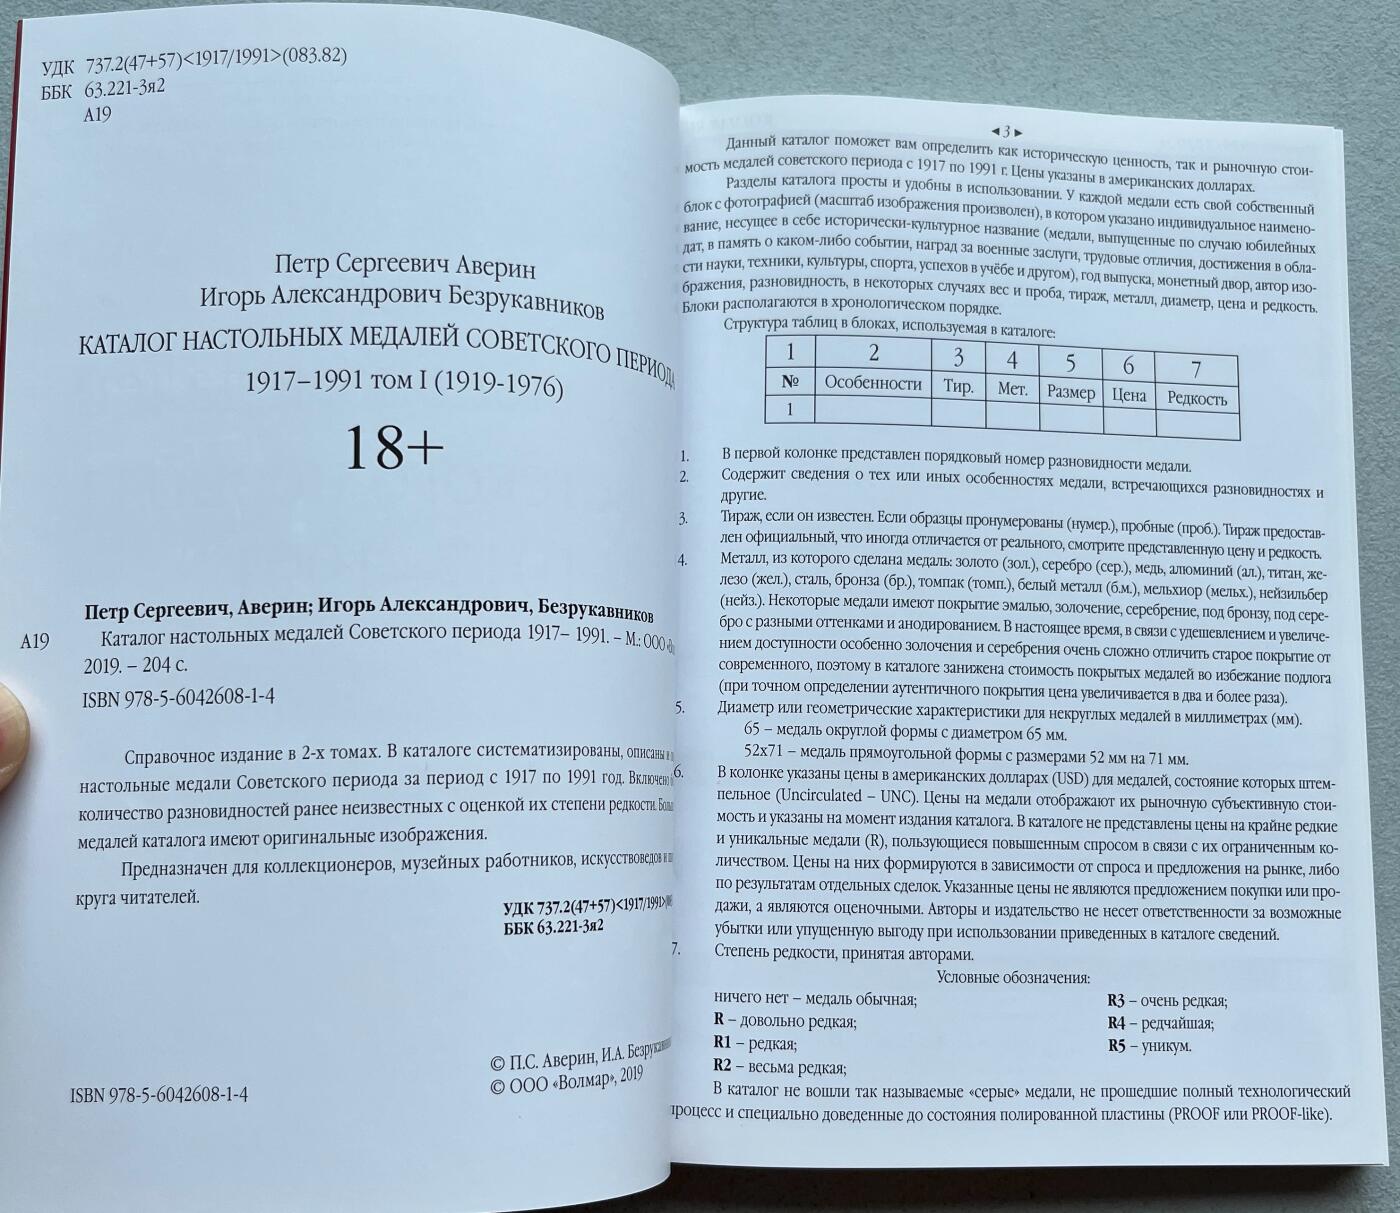 УДК 737.2(47+57)<1917/1991>(083.82)
ББК 63.221-3я2
А19
Петр Сергеевич Аверин
Игорь Александрович Безрукавников
КАТАЛОГ НАСТОЛЬНЫХ МЕДАЛЕЙ СОВЕТСКОГО ПЕРИОДА
1917–1991 том I (1919-1976)
18+
Петр Сергеевич, Аверин; Игорь Александрович, Безрукавников
А19 Каталог настольных медалей Советского периода 1917– 1991. – М.: ООО
2019. – 204 с.
ISBN 978-5-6042608-1-4
Справочное издание в 2-х томах. В каталоге систематизированы, описаны и
настольные медали Советского периода за период с 1917 по 1991 год. Включено
количество разновидностей ранее неизвестных с оценкой их степени редкости.
медалей каталога имеют оригинальные изображения.
Предназначен для коллекционеров, музейных работников, искусствоведов и
круга читателей.
УДК 737.2(47+57)<1917/1991>
ББК 63.221-3я2
© П.С. Аверин, И.А.
© ООО «Волмар», 2019
ISBN 978-5-6042608-1-4
◄3►
Данный каталог поможет вам определить как историческую ценность, так и рыночную стои-
мость медалей советского периода с 1917 по 1991 г. Цены указаны в американских долларах.
Разделы каталога просты и удобны в использовании. У каждой медали есть свой собственный
блок с фотографией (масштаб изображения произволен), в котором указано индивидуальное наимено-
вание, несущее в себе исторически-культурное название (медали, выпущенные по случаю юбилейных
дат, в память о каком-либо событии, наград за военные заслуги, трудовые отличия, достижения в обла-
сти науки, техники, культуры, спорта, успехов в учёбе и другом), год выпуска, монетный двор, автор изо-
бражения, разновидность, в некоторых случаях вес и проба, тираж, металл, диаметр, цена и редкость.
Блоки располагаются в хронологическом порядке.
Структура таблиц в блоках, используемая в каталоге:
1 2 3 4 5 6 7
№ Особенности Тир. Мет. Размер Цена Редкость
1
1. В первой колонке представлен порядковый номер разновидности медали.
2. Содержит сведения о тех или иных особенностях медали, встречающихся разновидностях и
другие.
3. Тираж, если он известен. Если образцы пронумерованы (нумер.), пробные (проб.). Тираж предостав-
лен официальный, что иногда отличается от реального, смотрите представленную цену и редкость.
4. Металл, из которого сделана медаль: золото (зол.), серебро (сер.), медь, алюминий (ал.), титан, же-
лезо (жел.), сталь, бронза (бр.), томпак (томп.), белый металл (б.м.), мельхиор (мельх.), нейзильбер
(нейз.). Некоторые медали имеют покрытие эмалью, золочение, серебрение, под бронзу, под сере-
бро с разными оттенками и анодированием. В настоящее время, в связи с удешевлением и увеличе-
нием доступности особенно золочения и серебрения очень сложно отличить старое покрытие от
современного, поэтому в каталоге занижена стоимость покрытых медалей во избежание подлога
(при точном определении аутентичного покрытия цена увеличивается в два и более раза).
5. Диаметр или геометрические характеристики для некруглых медалей в миллиметрах (мм).
65 – медаль округлой формы с диаметром 65 мм.
52х71 – медаль прямоугольной формы с размерами 52 мм на 71 мм.
6. В колонке указаны цены в американских долларах (USD) для медалей, состояние которых штем-
пельное (Uncirculated – UNC). Цены на медали отображают их рыночную субъективную стои-
мость и указаны на момент издания каталога. В каталоге не представлены цены на крайне редкие
и уникальные медали (R), пользующиеся повышенным спросом в связи с их ограниченным ко-
личеством. Цены на них формируются в зависимости от спроса и предложения на рынке, либо
по результатам отдельных сделок. Указанные цены не являются предложением покупки или про-
дажи, а являются оценочными. Авторы и издательство не несет ответственности за возможные
убытки или упущенную выгоду при использовании приведенных в каталоге сведений.
7. Степень редкости, принятая авторами.
Условные обозначения:
ничего нет – медаль обычная;
R – довольно редкая;
R1 – редкая;
R2 – весьма редкая;
R3 – очень редкая;
R4 – редчайшая;
R5 – уникум.
В каталог не вошли так называемые «серые» медали, не прошедшие полный технологический
процесс и специально доведенные до состояния полированной пластины (PROOF или PROOF-like).